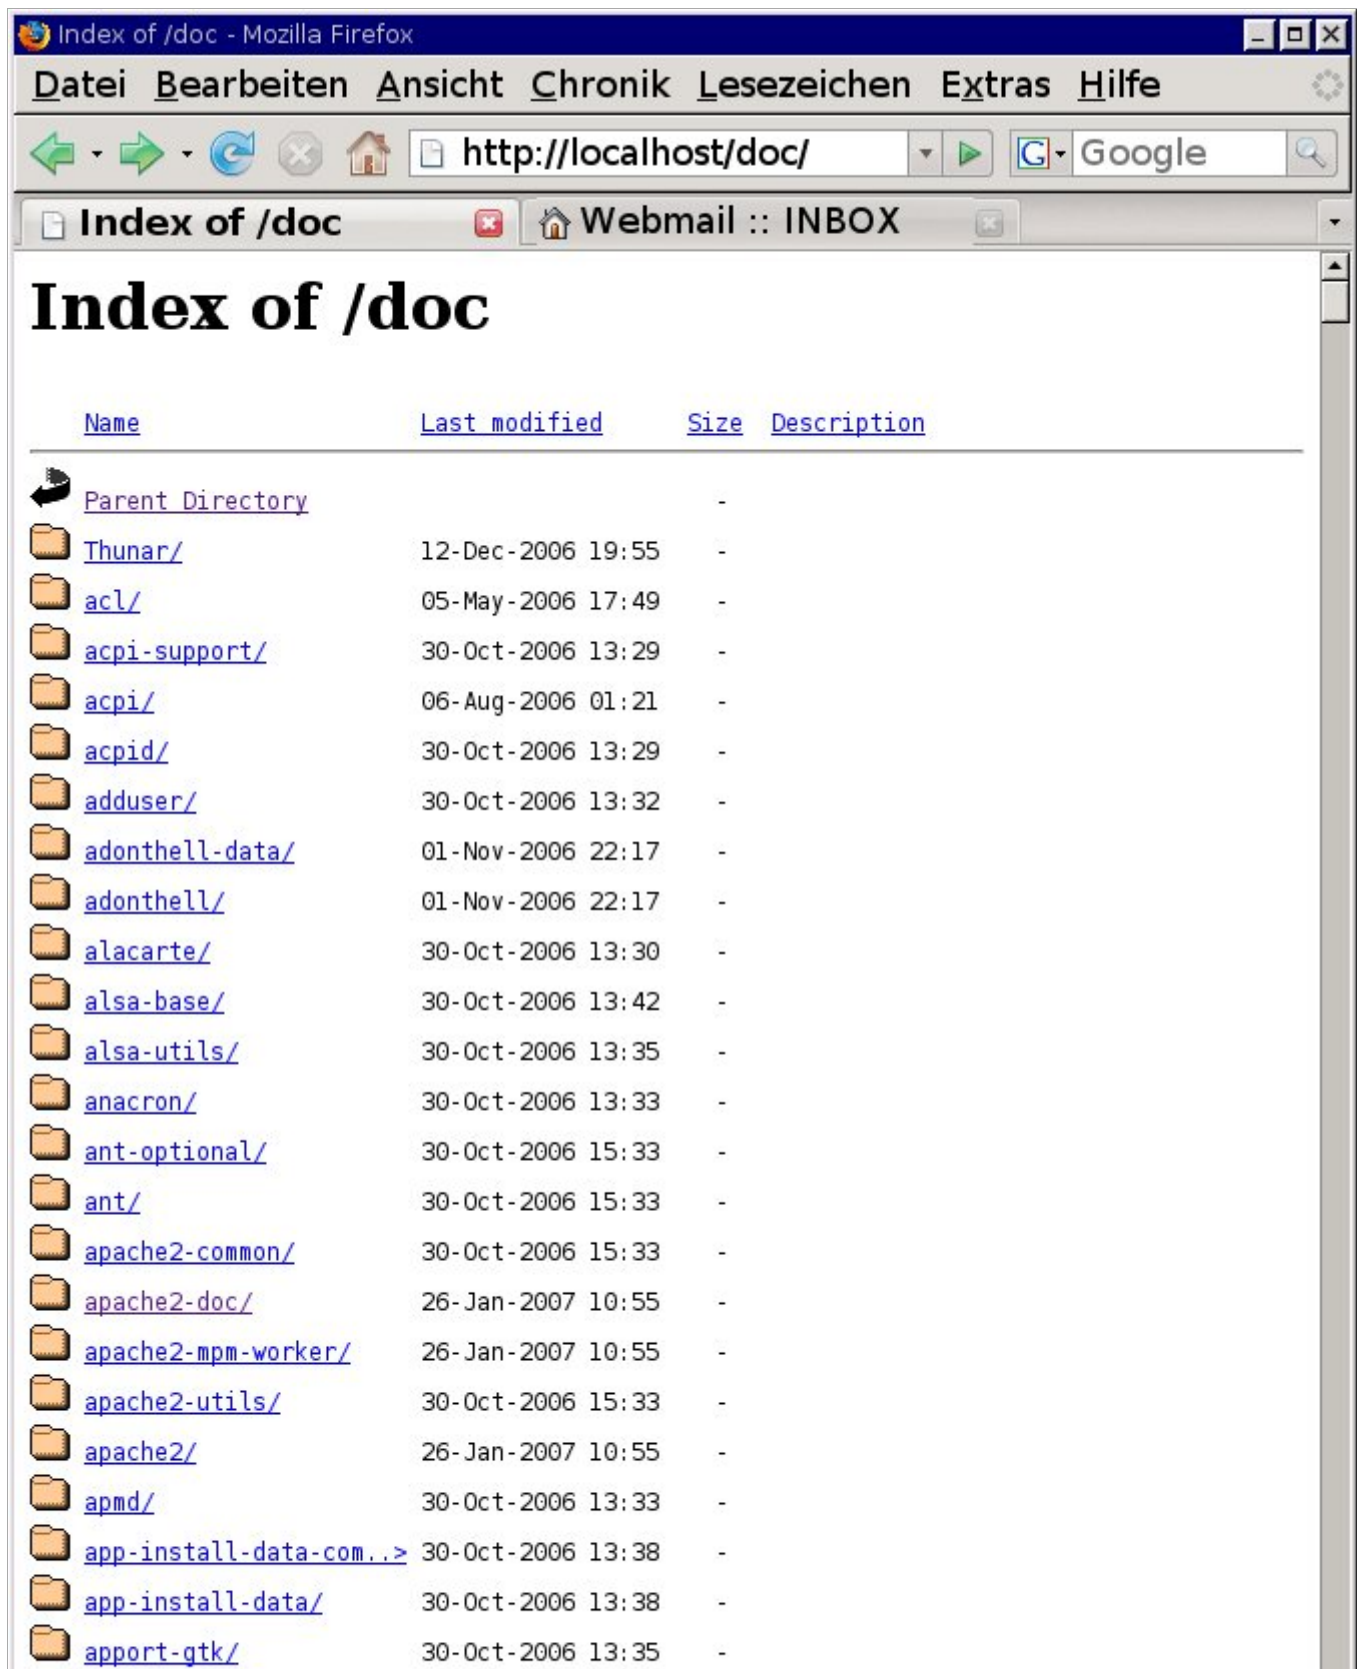 Index of /doc - Mozilla Firefox
Datei Bearbeiten Ansicht Chronik Lesezeichen Extras Hilfe
http://localhost/doc/ G Google
Index of /doc Webmail :: INBOX
Index of /doc
Name Last modified Size Description
Parent Directory -
Thunar/ 12-Dec-2006 19:55 -
acl/ 05-May-2006 17:49 -
acpi-support/ 30-Oct-2006 13:29 -
acpi/ 06-Aug-2006 01:21 -
acpid/ 30-Oct-2006 13:29 -
adduser/ 30-Oct-2006 13:32 -
adonthell-data/ 01-Nov-2006 22:17 -
adonthell/ 01-Nov-2006 22:17 -
alacarte/ 30-Oct-2006 13:30 -
alsa-base/ 30-Oct-2006 13:42 -
alsa-utils/ 30-Oct-2006 13:35 -
anacron/ 30-Oct-2006 13:33 -
ant-optional/ 30-Oct-2006 15:33 -
ant/ 30-Oct-2006 15:33 -
apache2-common/ 30-Oct-2006 15:33 -
apache2-doc/ 26-Jan-2007 10:55 -
apache2-mpm-worker/ 26-Jan-2007 10:55 -
apache2-utils/ 30-Oct-2006 15:33 -
apache2/ 26-Jan-2007 10:55 -
apmd/ 30-Oct-2006 13:33 -
app-install-data-com..> 30-Oct-2006 13:38 -
app-install-data/ 30-Oct-2006 13:38 -
apport-gtk/ 30-Oct-2006 13:35 -